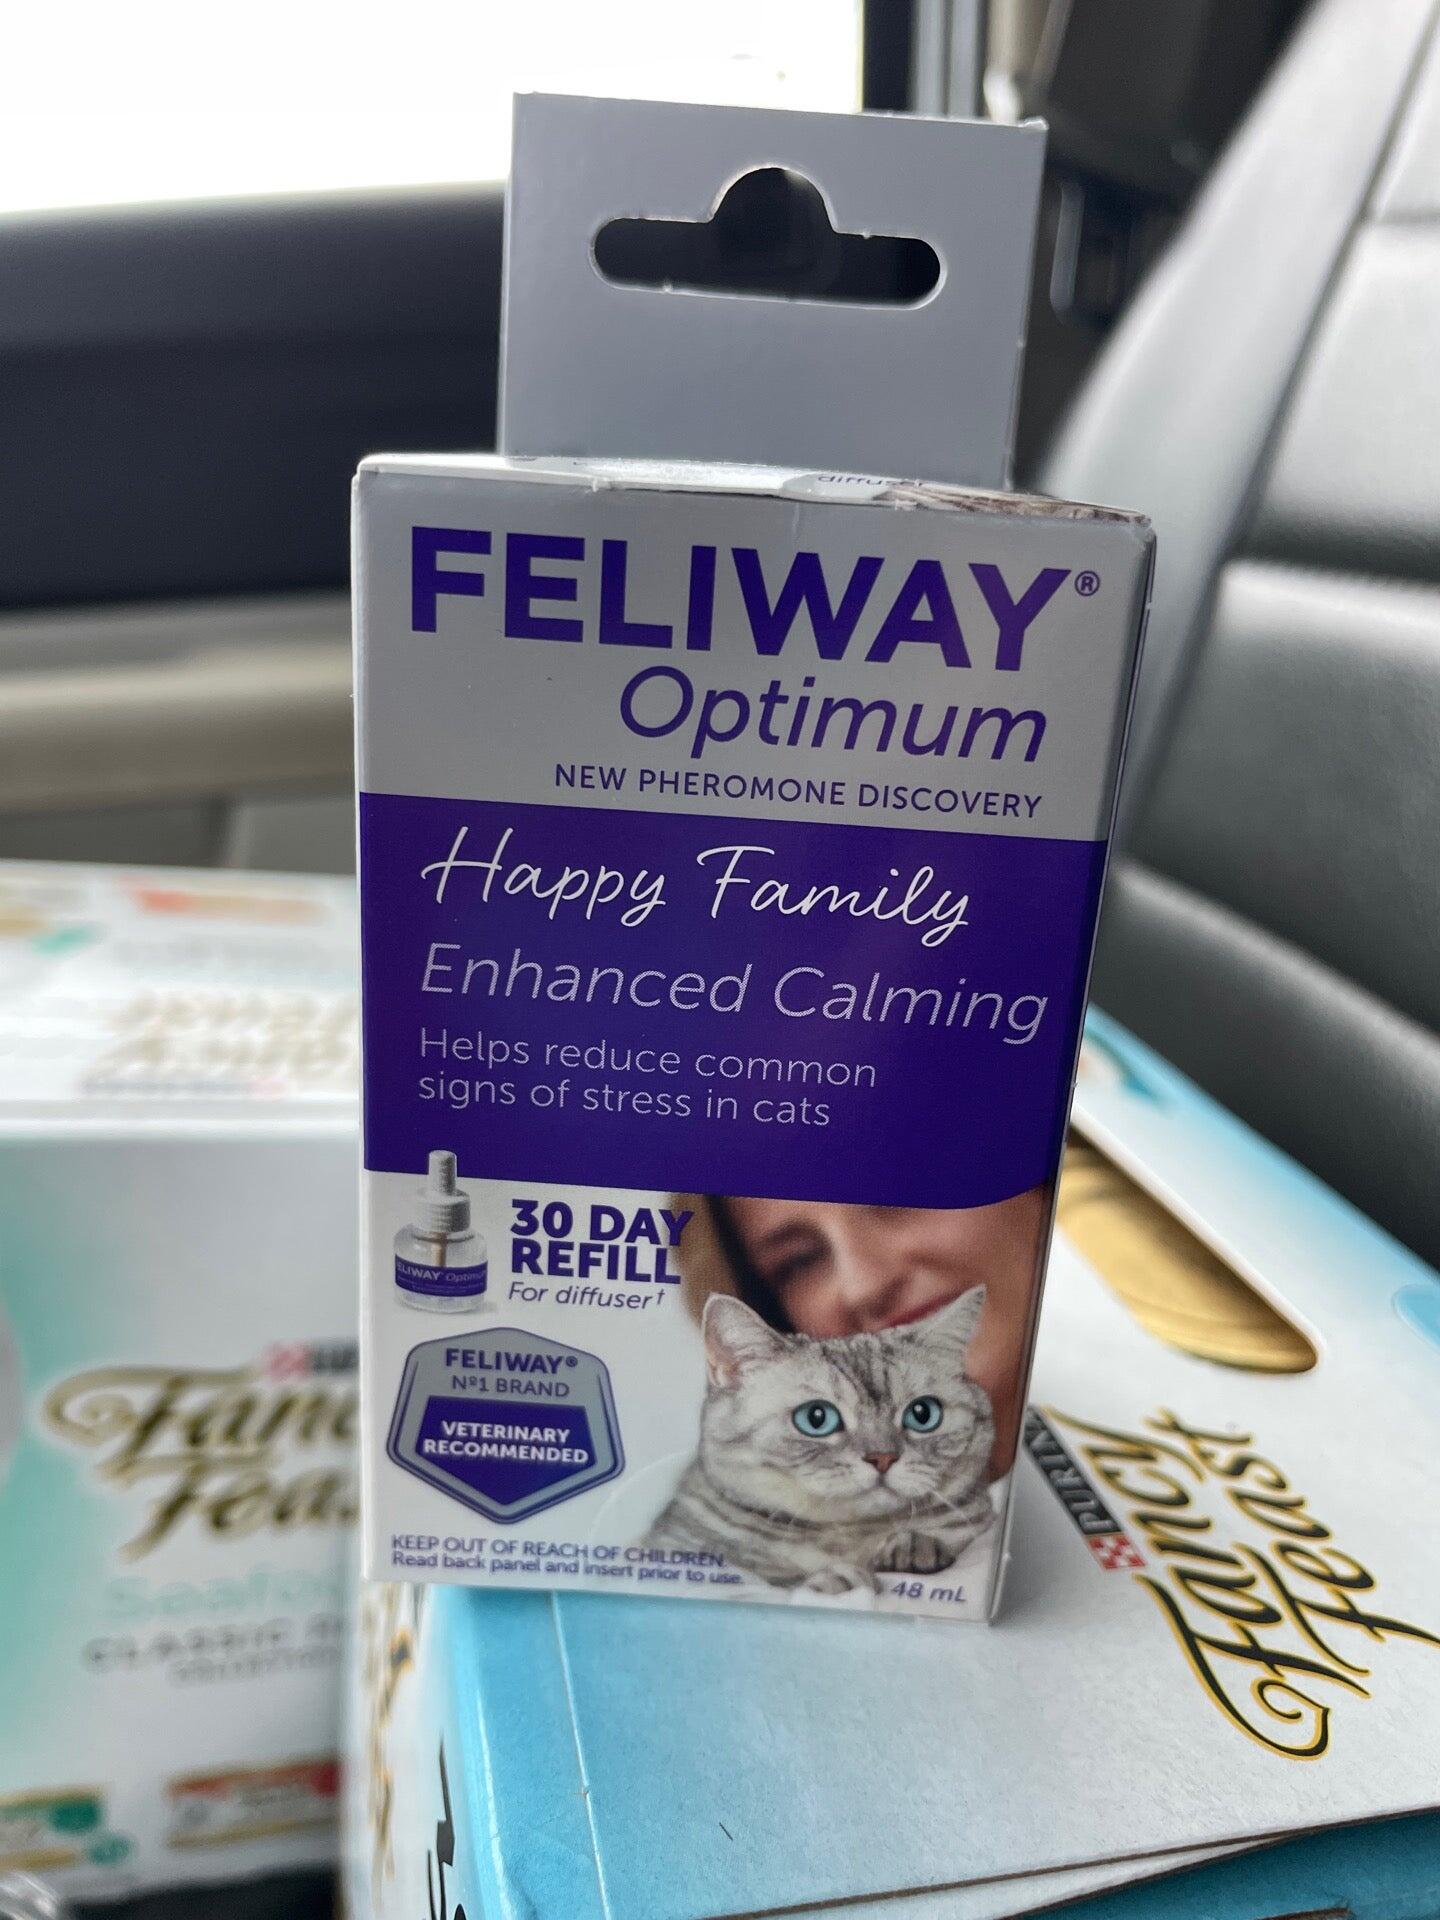 diffuser
FELIWAY®
Optimum
NEW PHEROMONE DISCOVERY
Happy Family
Enhanced Calming
Helps reduce common
signs of stress in cats
30 DAY
REFILL
For diffuser†
FELIWAY®
Nº1 BRAND
VETERINARY
RECOMMENDED
KEEP OUT OF REACH OF CHILDREN
Read back panel and insert prior to use.
48 mL
PURINA
Fancy
Feast
CLASSIC